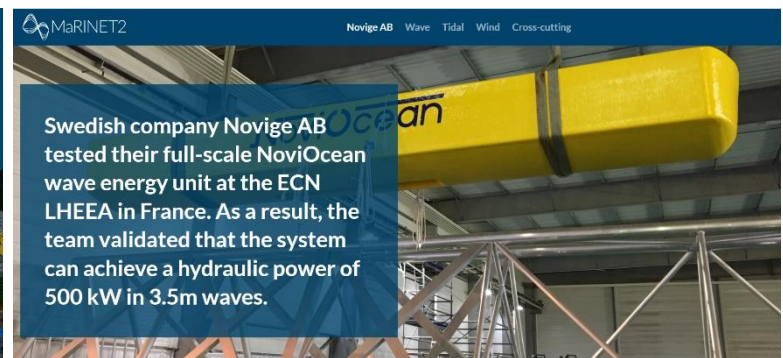 MaRINET2
Novige AB Wave Tidal Wind Cross-cutting
NoviOcean
Swedish company Novige AB
tested their full-scale NoviOcean
wave energy unit at the ECN
LHEEA in France. As a result, the
team validated that the system
can achieve a hydraulic power of
500 kW in 3.5m waves.